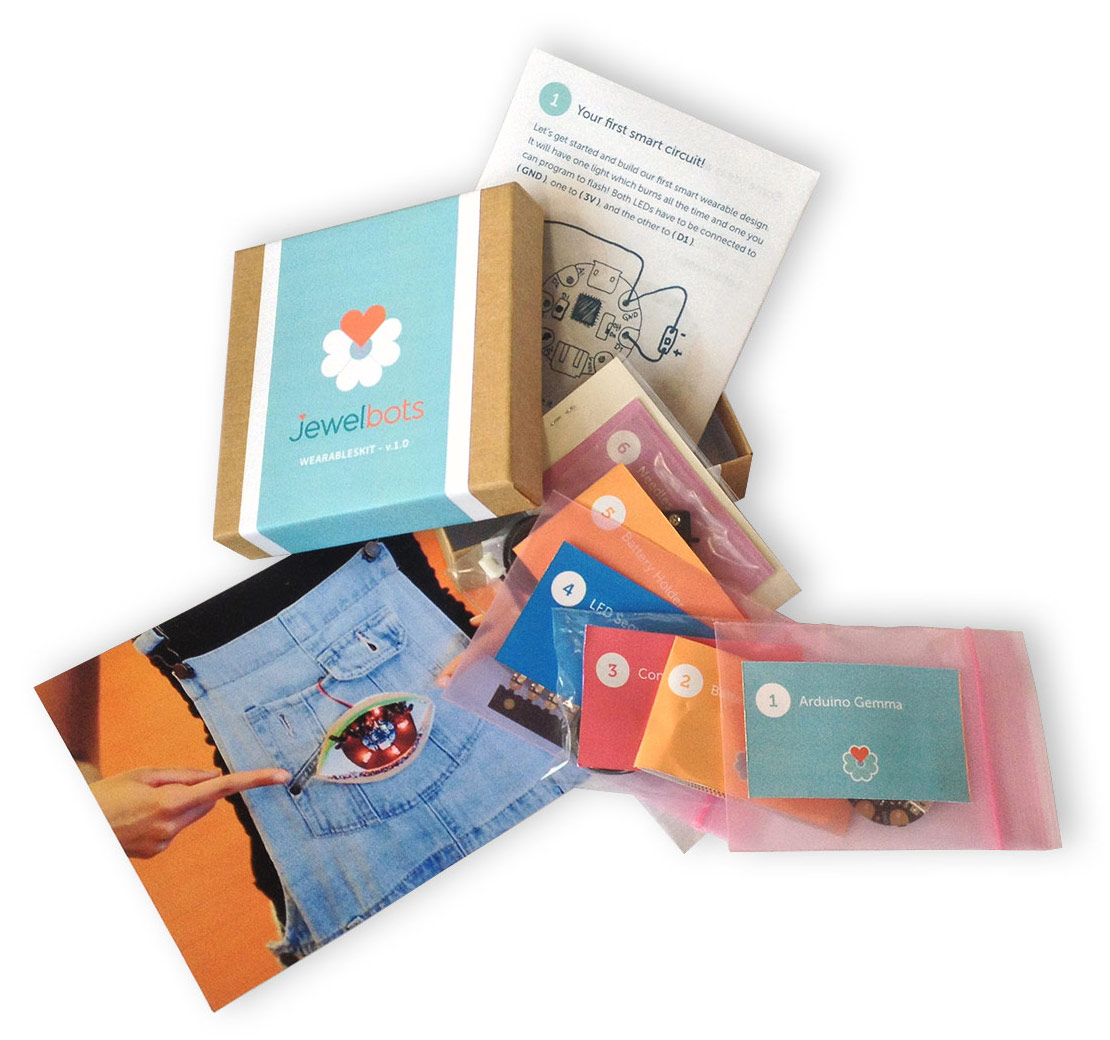 1
Your first smart circuit!
Let's get started and build our first smart wearable design.
It will have one light which burns all the time and one you
can program to flash! Both LEDs have to be connected to
(GND), one to (3V), and the other to (D1)
GND
D1
- +
jewelbots
WEARABLESKIT - v.1.0
6
5
Battery Holder
4
LED
3
2
1
Arduino Gemma